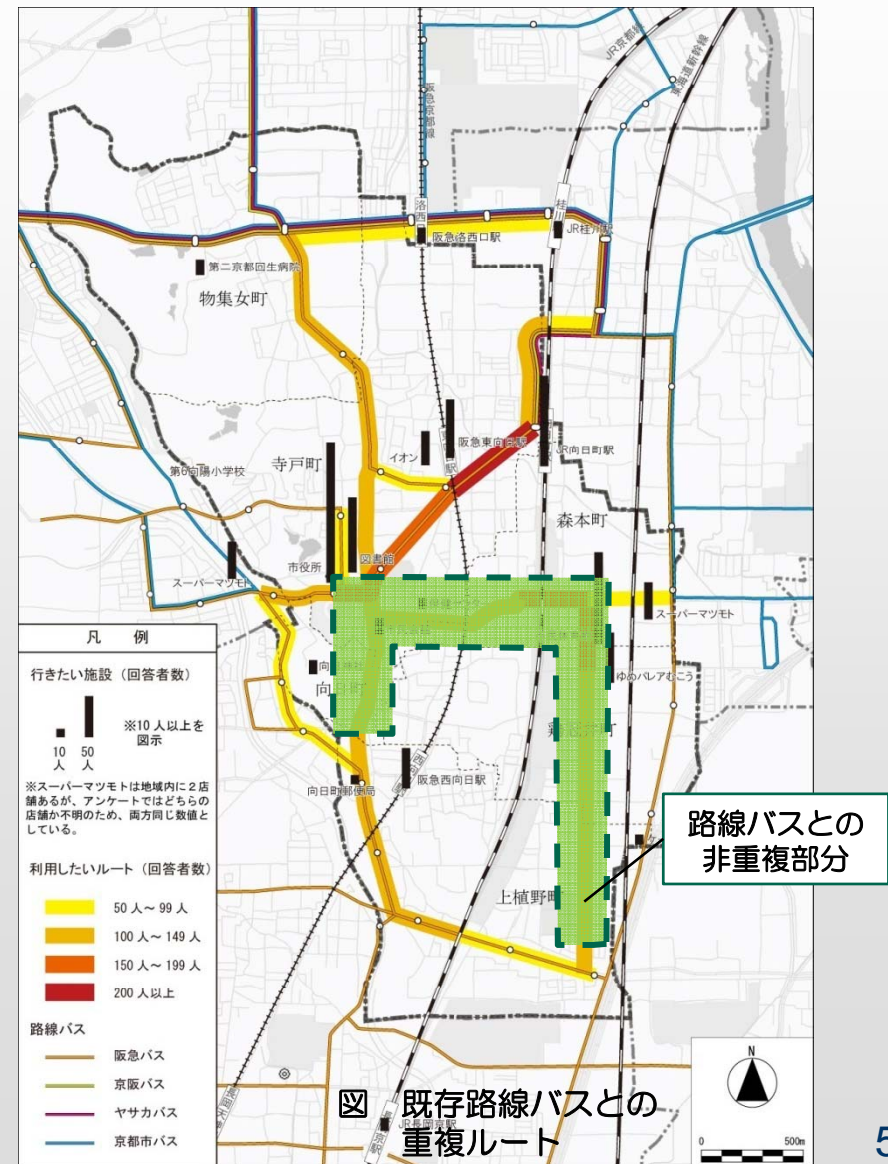 JR京都線
東海道新幹線
阪急京都線
桂川
阪急洛西口駅
JR桂川駅
第二京都回生病院
物集女町
イオン
阪急東向日駅
JR向日町駅
寺戸町
第6向陽小学校
森本町
市役所
図書館
スーパーマツモト
スーパーマツモト
ゆめパレアむこう
阪急西向日駅
向日町郵便局
上植野町
路線バスとの
非重複部分
凡 例
行きたい施設（回答者数）
10人
50人
※10人以上を
図示
※スーパーマツモトは地域内に２店
舗あるが、アンケートではどちらの
店舗か不明のため、両方同じ数値と
している。
利用したいルート（回答者数）
50人～99人
100人～149人
150人～199人
200人以上
路線バス
阪急バス
京阪バス
ヤサカバス
京都市バス
図 既存路線バスとの
重複ルート
JR長岡京駅
N
0 500m
5